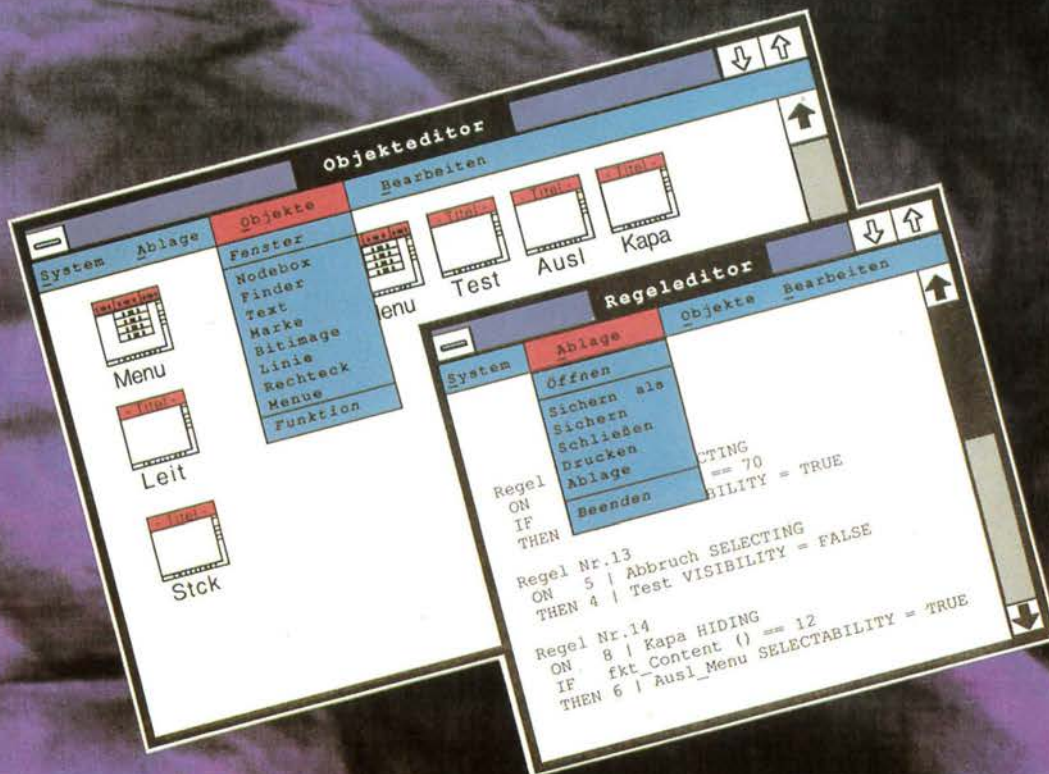 Objekteditor
System Ablage Objekte Bearbeiten
Fenster
Nodebox
Finder
Text
Marke
Bitimage
Linie
Rechteck
Menue
Funktion
Menu
enu
Test
Ausl
Kapa
Leit
Stck
Regeleditor
System Ablage Objekte Bearbeiten
Öffnen
Sichern als
Sichern
Schließen
Drucken
Ablage
Beenden
Regel CTING
ON == 70
IF BILITY = TRUE
THEN
Regel Nr.13
ON 5 | Abbruch SELECTING
THEN 4 | Test VISIBILITY = FALSE
Regel Nr.14
ON 8 | Kapa HIDING
IF fkt_Content () == 12
THEN 6 | Ausl_Menu SELECTABILITY = TRUE